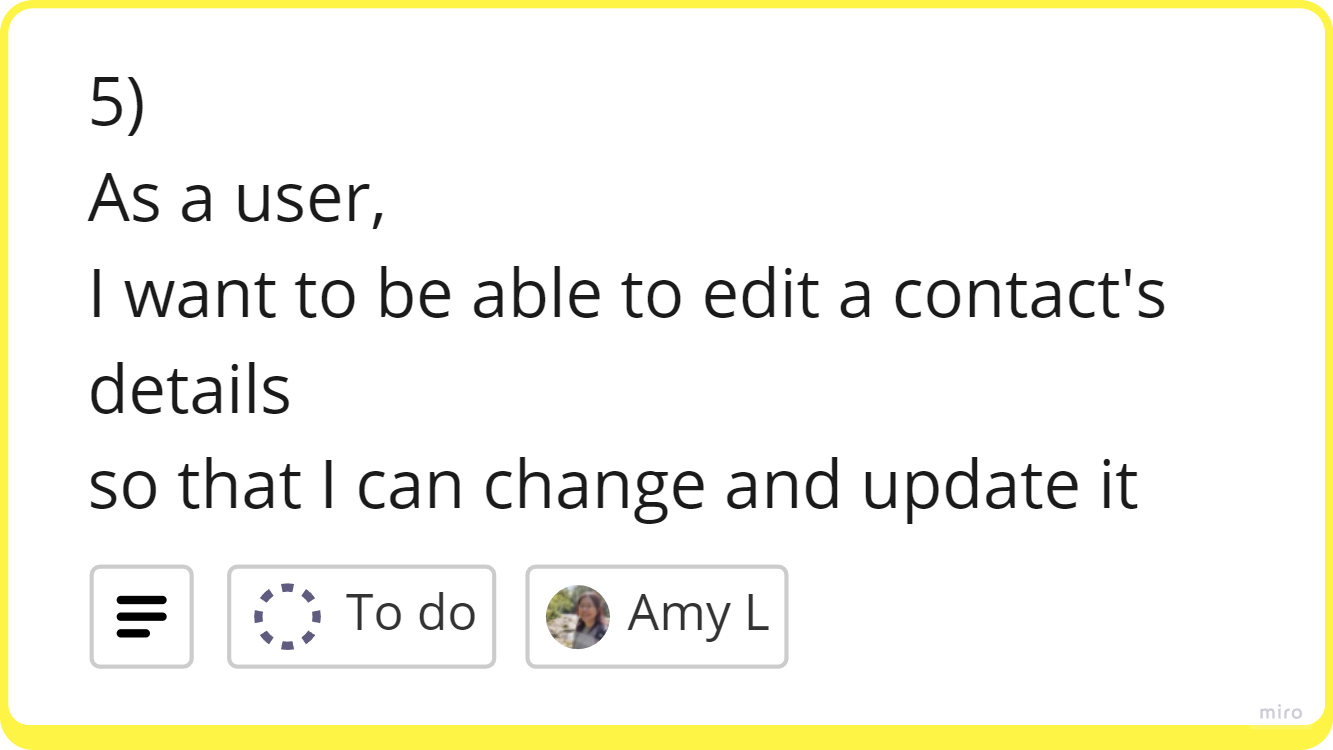 5)
As a user,
I want to be able to edit a contact's
details
so that I can change and update it
To do
Amy L
miro